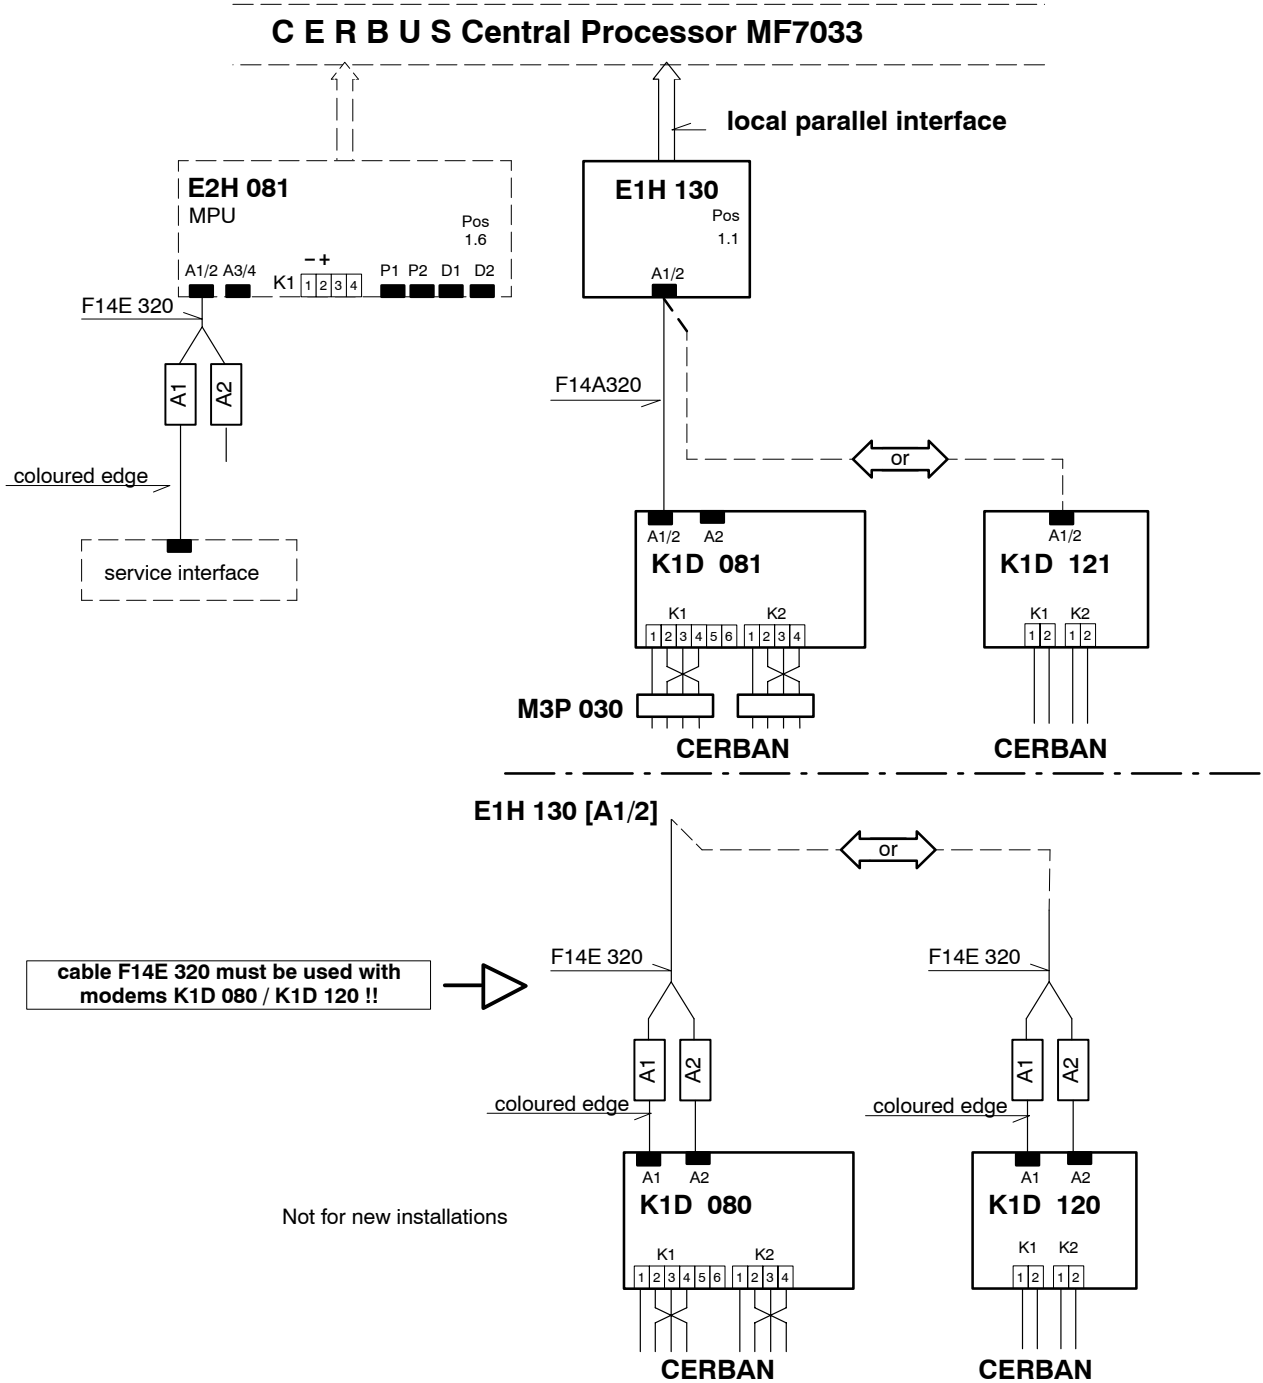 C E R B U S Central Processor MF7033
local parallel interface
E2H 081
MPU
Pos
1.6
A1/2 A3/4
K1
– +
1 2 3 4
P1 P2 D1 D2
E1H 130
Pos
1.1
A1/2
F14E 320
A1
A2
coloured edge
service interface
F14A320
or
A1/2
A2
K1D 081
K1
K2
1 2 3 4 5 6
1 2 3 4
M3P 030
CERBAN
A1/2
K1D 121
K1 K2
1 2 1 2
CERBAN
E1H 130 [A1/2]
or
cable F14E 320 must be used with
modems K1D 080 / K1D 120 !!
F14E 320
A1
A2
coloured edge
A1
A2
K1D 080
Not for new installations
K1
K2
1 2 3 4 5 6
1 2 3 4
CERBAN
F14E 320
A1
A2
coloured edge
A1
A2
K1D 120
K1 K2
1 2 1 2
CERBAN